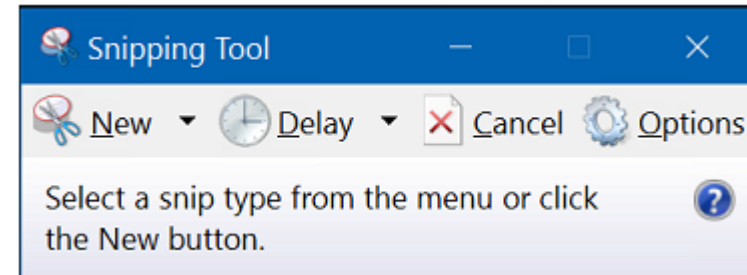 Snipping Tool
New Delay Cancel Options
Select a snip type from the menu or click
the New button.
?